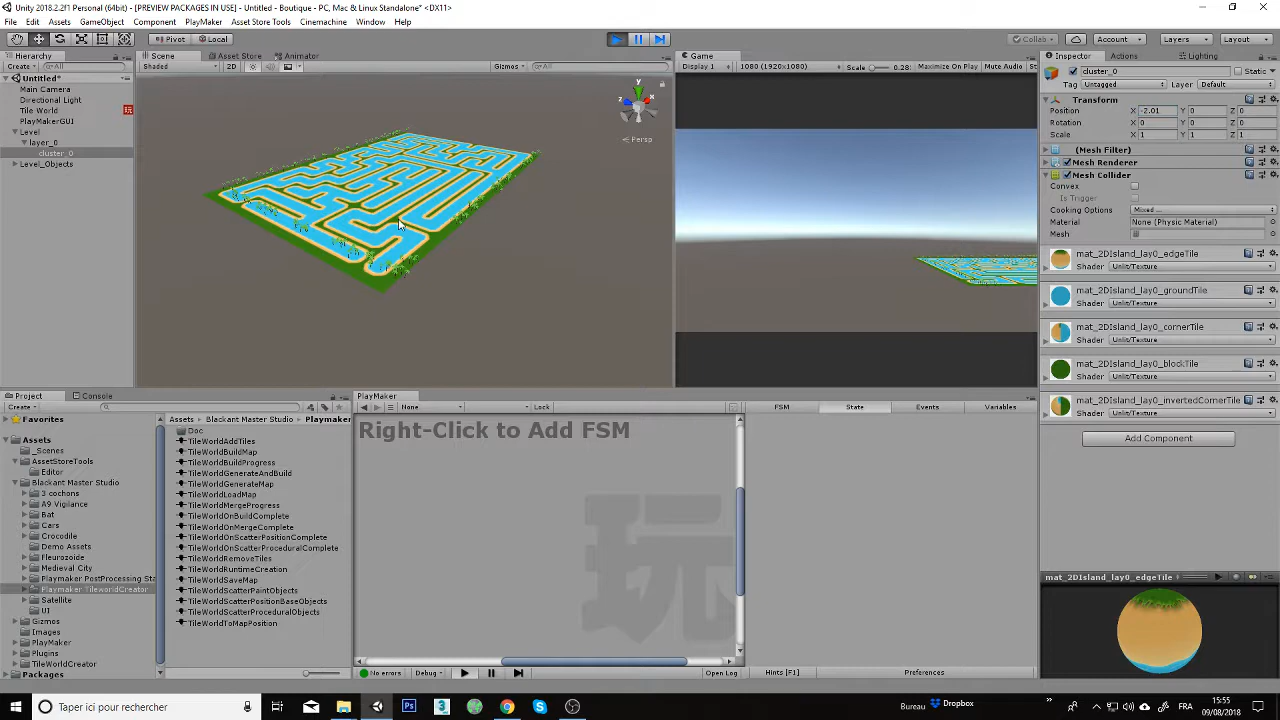 Unity 2018.2.2f1 Personal (64bit) - Untitled - Boutique - PC, Mac & Linux Standalone* [PREVIEW PACKAGES IN USE] <DX11>
File Edit Assets GameObject Component PlayMaker Asset Store Tools Cinemachine Window Help
Pivot Local Collab Account Layers Layout
Hierarchy
Create All
Untitled*
Main Camera
Directional Light
Tile World
PlayMakerGUI
Level
layer_0
cluster_0
Level_Objects
Scene Asset Store Animator
Shaded 2D Gizmos All
y
x
z
Persp
Game
Display 1 1080 (1920x1080) Scale 0.28: Maximize On Play Mute Audio St
Inspector Actions Lighting
cluster_0 Static
Tag Untagged Layer Default
Transform
Position X -2.01 Y 0 Z 0
Rotation X 0 Y 0 Z 0
Scale X 1 Y 1 Z 1
(Mesh Filter)
Mesh Renderer
Mesh Collider
Convex
Is Trigger
Cooking Options Mixed ...
Material None (Physic Material)
Mesh
mat_2DIsland_lay0_edgeTile
Shader Unlit/Texture
mat_2DIsland_lay0_groundTile
Shader Unlit/Texture
mat_2DIsland_lay0_cornerTile
Shader Unlit/Texture
mat_2DIsland_lay0_blockTile
Shader Unlit/Texture
mat_2DIsland_lay0_invertedCornerTile
Shader Unlit/Texture
Add Component
mat_2DIsland_lay0_edgeTile
Project Console
Create
Favorites
Assets
_Scenes
AssetStoreTools
Editor
Blackant Master Studio
3 cochons
A9 Vigilance
Bat
Cars
Crocodile
Demo Assets
Fleurozoide
Medieval City
Playmaker PostProcessing Sta
Playmaker TileworldCreator
Satellite
UI
Gizmos
Images
PlayMaker
Plugins
TileWorldCreator
Packages
Assets Blackant Master Studio Playmaker
Doc
TileWorldAddTiles
TileWorldBuildMap
TileWorldBuildProgress
TileWorldGenerateAndBuild
TileWorldGenerateMap
TileWorldLoadMap
TileWorldMergeProgress
TileWorldOnBuildComplete
TileWorldOnMergeComplete
TileWorldOnScatterPositionComplete
TileWorldOnScatterProceduralComplete
TileWorldRemoveTiles
TileWorldRuntimeCreation
TileWorldSaveMap
TileWorldScatterPaintObjects
TileWorldScatterPositionBaseObjects
TileWorldScatterProceduralObjects
TileWorldToMapPosition
PlayMaker
None Lock FSM State Events Variables
Right-Click to Add FSM
玩
No errors Debug Open Log Hints [F1] Preferences
Taper ici pour rechercher
Ps
3
Bureau Dropbox
FR
15:55
09/08/2018